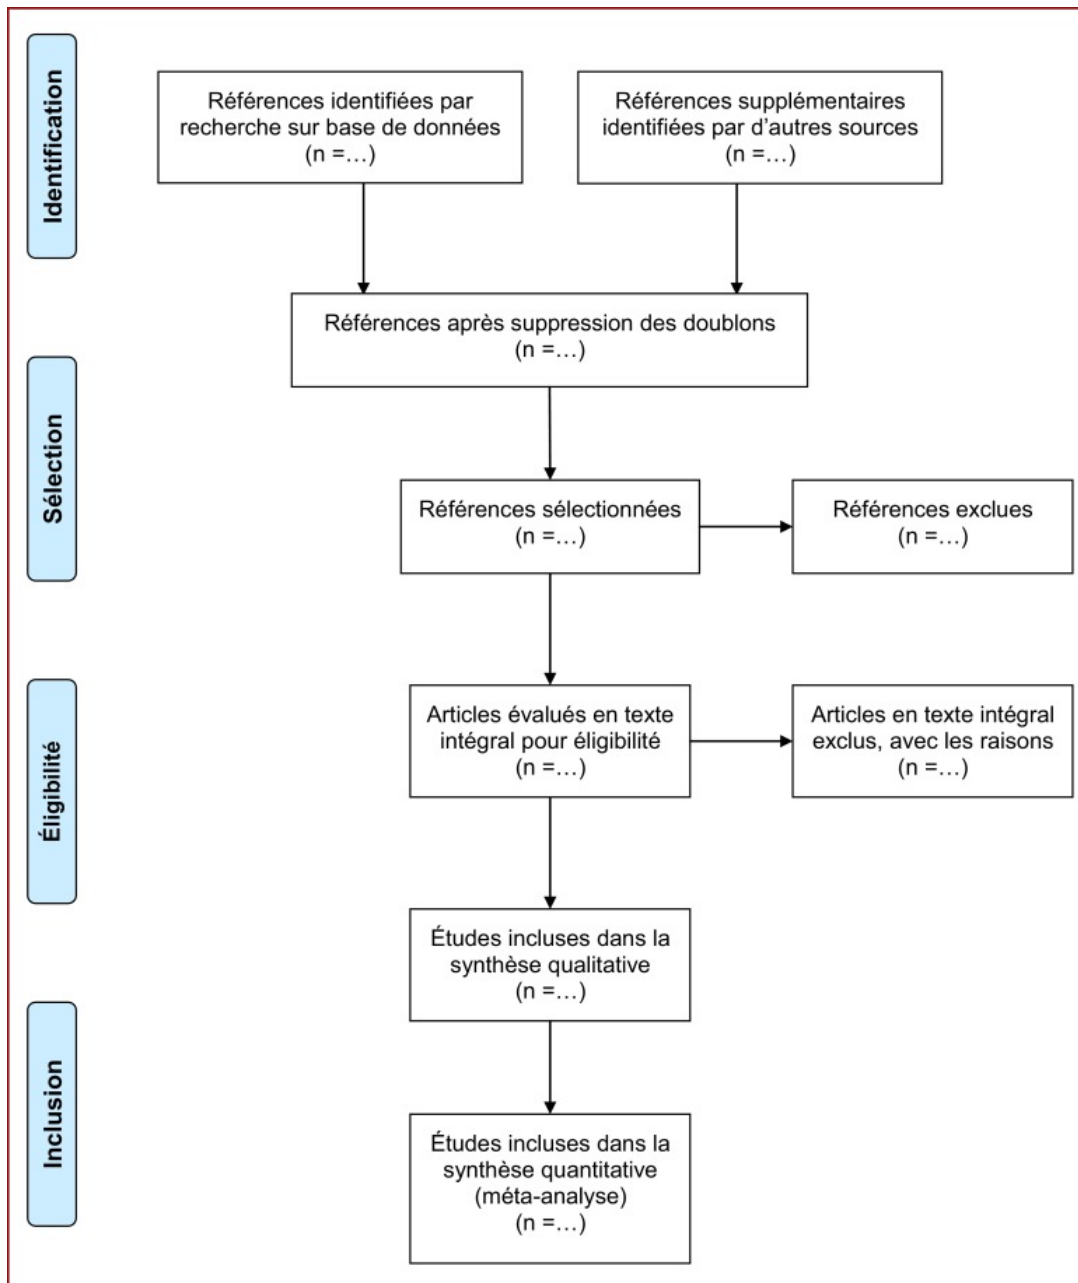 Identification
Références identifiées par
recherche sur base de données
(n =…)
Références supplémentaires
identifiées par d’autres sources
(n =…)
Références après suppression des doublons
(n =…)
Sélection
Références sélectionnées
(n =…)
Références exclues
(n =…)
Éligibilité
Articles évalués en texte
intégral pour éligibilité
(n =…)
Articles en texte intégral
exclus, avec les raisons
(n =…)
Études incluses dans la
synthèse qualitative
(n =…)
Inclusion
Études incluses dans la
synthèse quantitative
(méta-analyse)
(n =…)